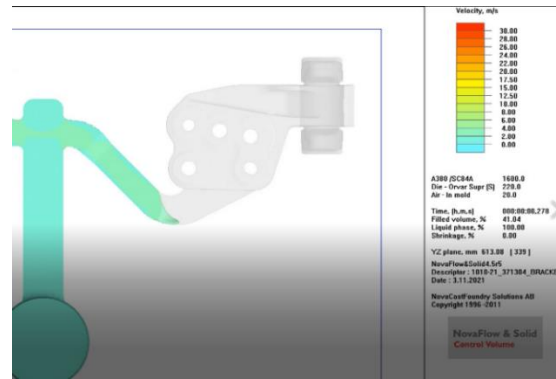 Velocity, m/s
30.00
28.00
26.00
24.00
22.00
20.00
17.50
15.00
12.50
10.00
8.00
6.00
4.00
2.00
0.00
A380 /SC84A 1600.0
Die - Orvar Supr (S) 220.0
Air - In mold 20.0
Time, (h.m,s) 000:00:00,270
Filled volume, % 41.04
Liquid phase, % 100.00
Shrinkage, % 0.00
YZ plane, mm 613.00 [ 339 ]
NovaFlow&Solid4.5r5
Descriptor : 1010-21_371304_BRACKE
Date : 3.11.2021
NovaCastFoundry Solutions AB
Copyright 1996 -2011
NovaFlow & Solid
Control Volume